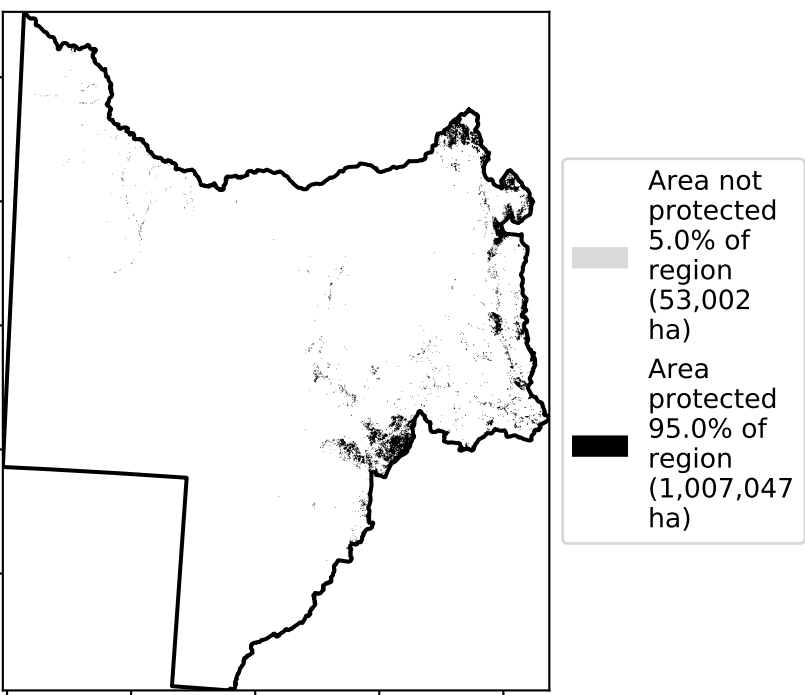 Area not
protected
5.0% of
region
(53,002
ha)
Area
protected
95.0% of
region
(1,007,047
ha)